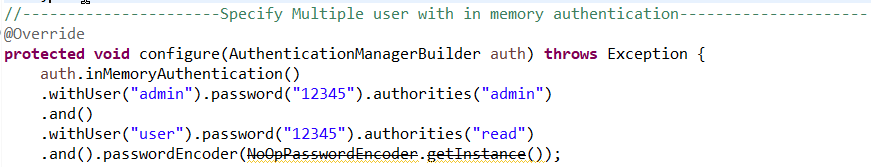 //----------------------Specify Multiple user with in memory authentication---------------------
@Override
protected void configure(AuthenticationManagerBuilder auth) throws Exception {
auth.inMemoryAuthentication()
.withUser("admin").password("12345").authorities("admin")
.and()
.withUser("user").password("12345").authorities("read")
.and().passwordEncoder(NoOpPasswordEncoder.getInstance());